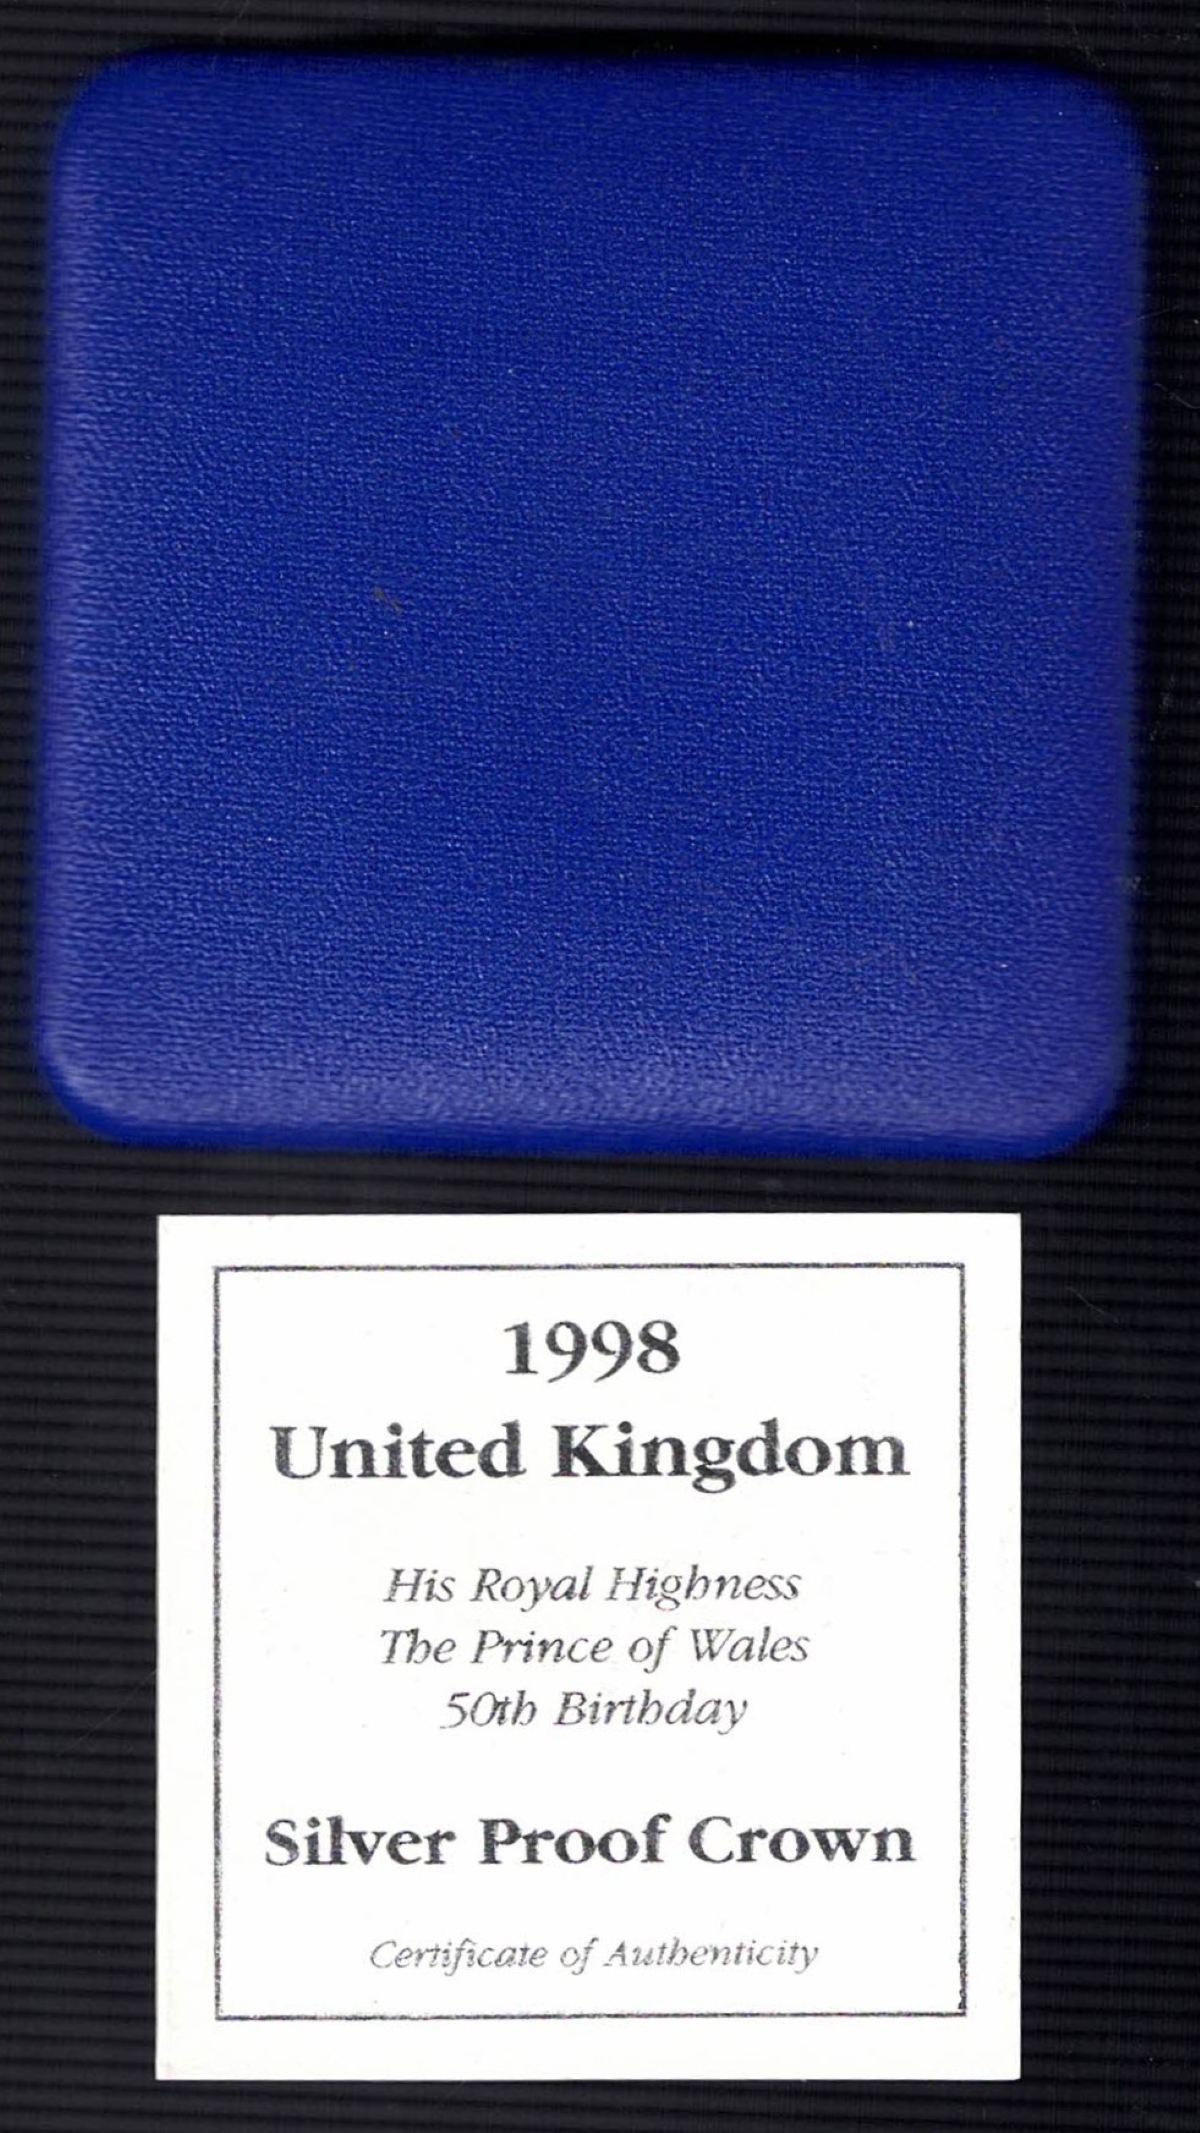 1998
United Kingdom
His Royal Highness
The Prince of Wales
50th Birthday
Silver Proof Crown
Certificate of Authenticity